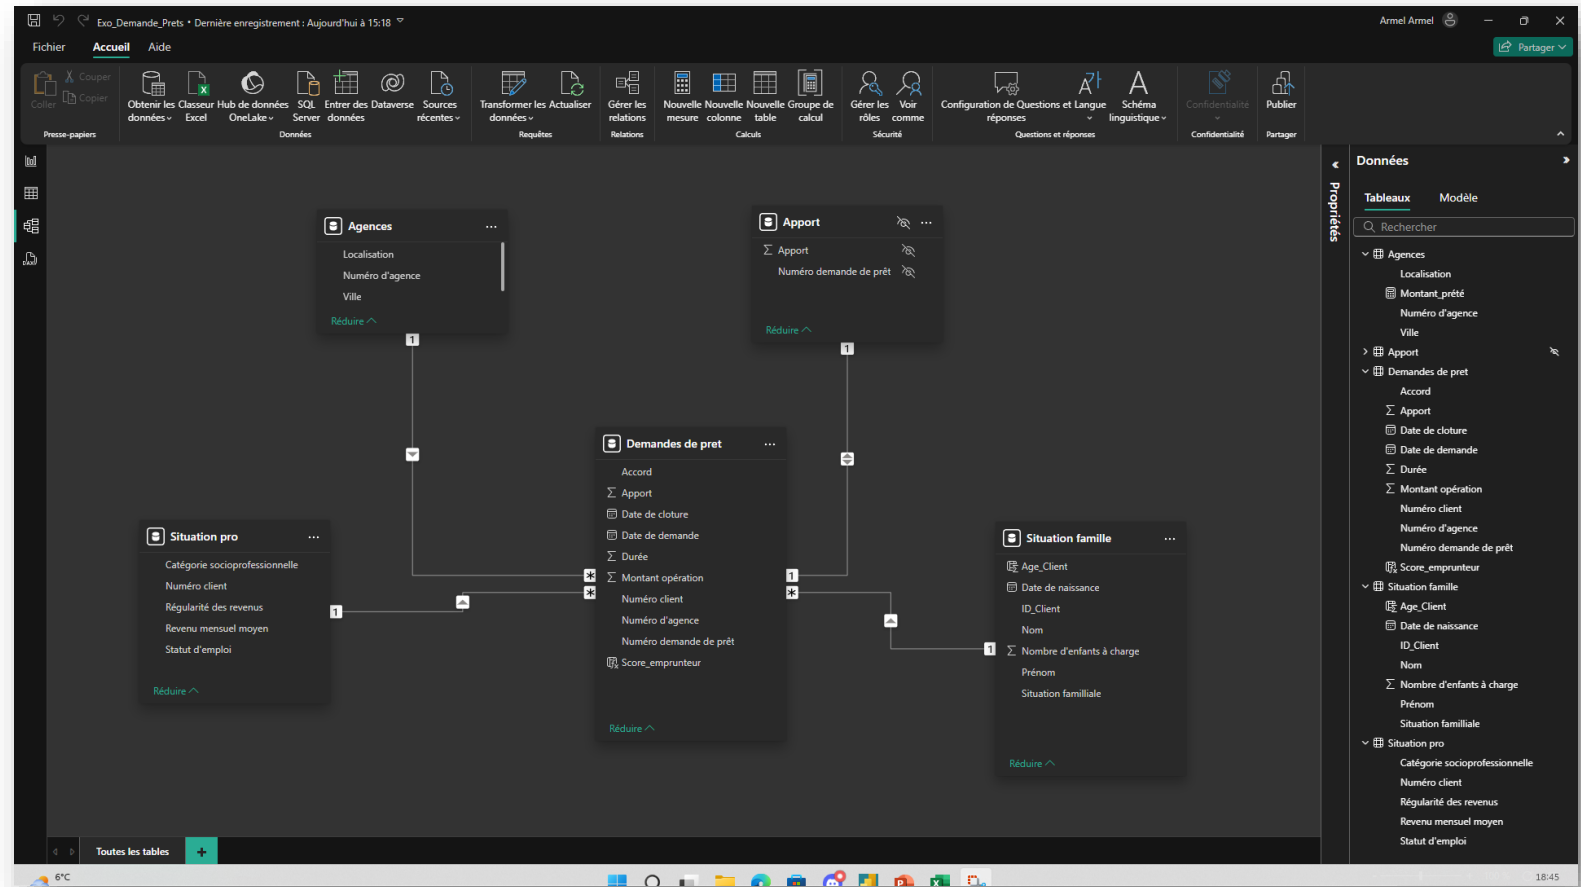 Exo_Demande_Prets • Dernière enregistrement : Aujourd'hui à 15:18
Armel Armel
Fichier Accueil Aide
Partager
Coller
Couper
Copier
Obtenir les données
Classeur Excel
Hub de données OneLake
SQL Server
Entrer des données
Dataverse
Sources récentes
Transformer les données
Actualiser
Gérer les relations
Nouvelle mesure
Nouvelle colonne
Nouvelle table
Groupe de calcul
Gérer les rôles
Voir comme
Configuration de Questions et réponses
Langue
Schéma linguistique
Confidentialité
Publier
Presse-papiers
Données
Requêtes
Relations
Calculs
Sécurité
Questions et réponses
Confidentialité
Partager
Agences
Localisation
Numéro d'agence
Ville
Réduire
1
Apport
Apport
Numéro demande de prêt
Réduire
1
Demandes de pret
Accord
Apport
Date de cloture
Date de demande
Durée
Montant opération
Numéro client
Numéro d'agence
Numéro demande de prêt
Score_emprunteur
Réduire
*
*
1
*
Situation pro
Catégorie socioprofessionnelle
Numéro client
Régularité des revenus
Revenu mensuel moyen
Statut d'emploi
Réduire
1
Situation famille
Age_Client
Date de naissance
ID_Client
Nom
Nombre d'enfants à charge
Prénom
Situation familliale
Réduire
1
Propriétés
Données
Tableaux Modèle
Rechercher
Agences
Localisation
Montant_prété
Numéro d'agence
Ville
Apport
Demandes de pret
Accord
Apport
Date de cloture
Date de demande
Durée
Montant opération
Numéro client
Numéro d'agence
Numéro demande de prêt
Score_emprunteur
Situation famille
Age_Client
Date de naissance
ID_Client
Nom
Nombre d'enfants à charge
Prénom
Situation familliale
Situation pro
Catégorie socioprofessionnelle
Numéro client
Régularité des revenus
Revenu mensuel moyen
Statut d'emploi
Toutes les tables
+
6°C
18:45